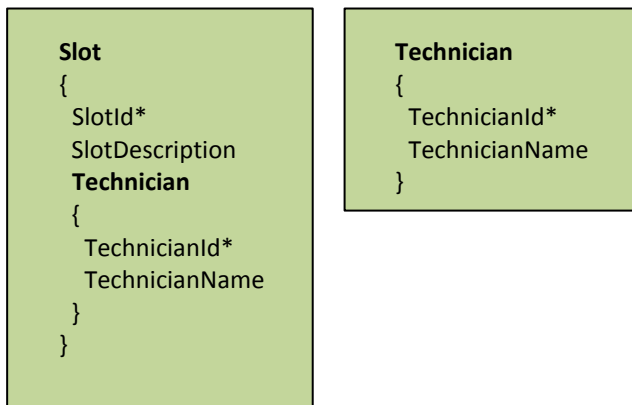 Slot
{
SlotId*
SlotDescription
Technician
{
TechnicianId*
TechnicianName
}
}
Technician
{
TechnicianId*
TechnicianName
}